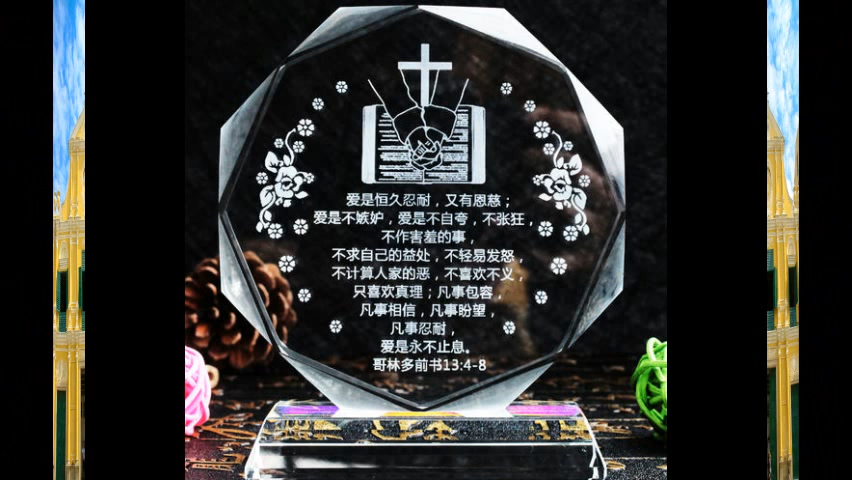 爱是恒久忍耐，又有恩慈；
爱是不嫉妒，爱是不自夸，不张狂，
不作害羞的事，
不求自己的益处，不轻易发怒，
不计算人家的恶，不喜欢不义，
只喜欢真理；凡事包容，
凡事相信，凡事盼望，
凡事忍耐，
爱是永不止息。
哥林多前书13:4-8